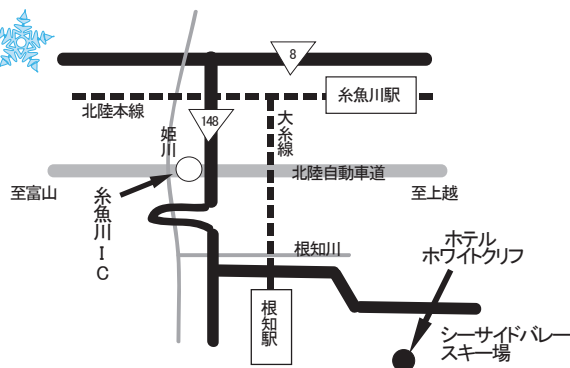 8
糸魚川駅
北陸本線
148
大糸線
姫川
北陸自動車道
至富山
至上越
糸魚川IC
根知川
ホテル
ホワイトクリフ
根知駅
シーサイドバレー
スキー場